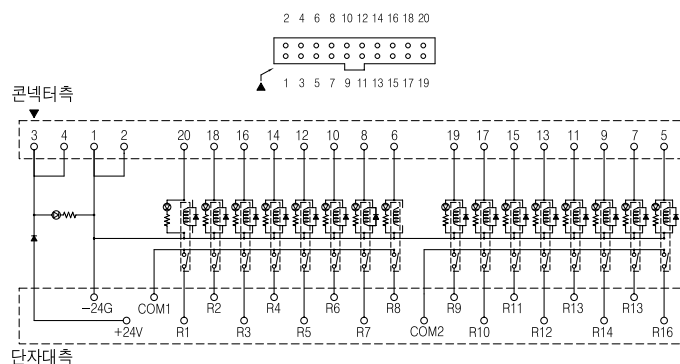 2 4 6 8 10 12 14 16 18 20
1 3 5 7 9 11 13 15 17 19
콘넥터측
3 4 1 2 20 18 16 14 12 10 8 6 19 17 15 13 11 9 7 5
−24G COM1 R2 R4 R6 R8 R9 R11 R13 R13
+24V R1 R3 R5 R7 COM2 R10 R12 R14 R16
단자대측